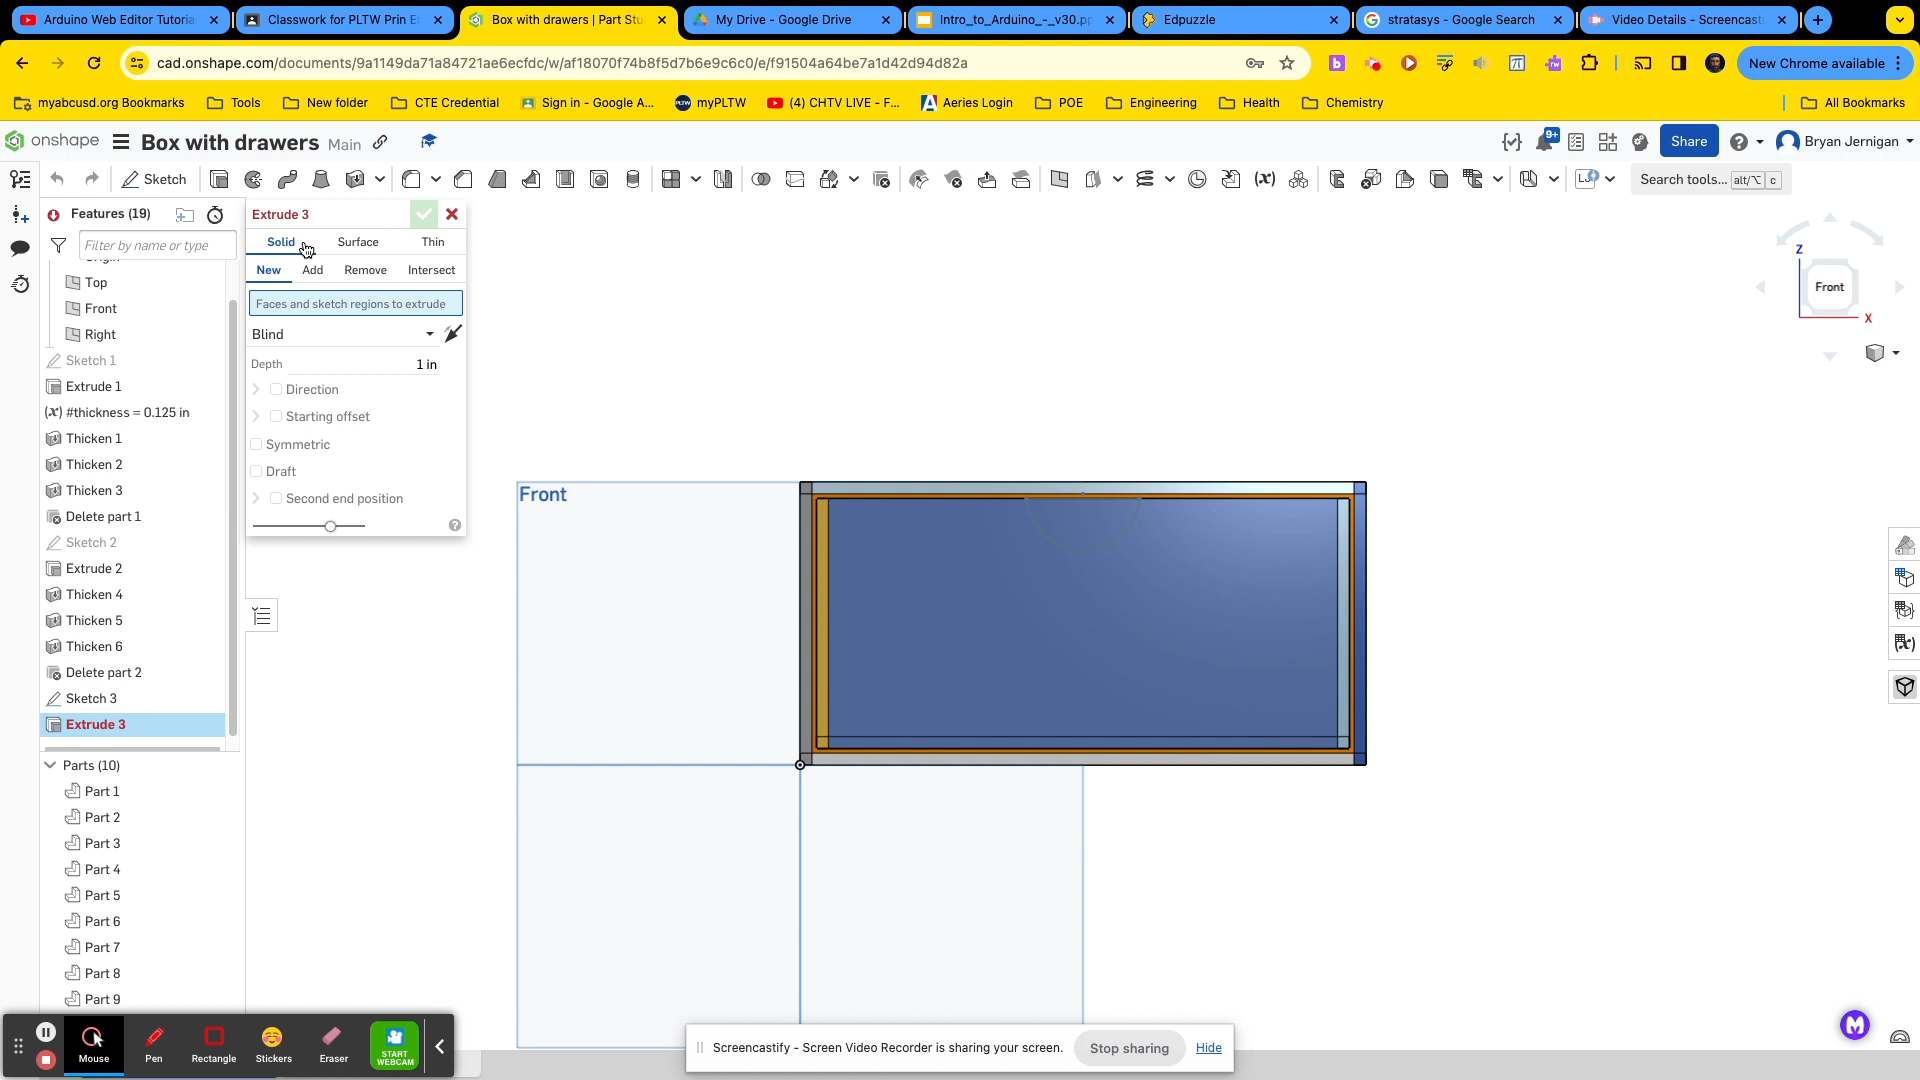 Arduino Web Editor Tutoria
Classwork for PLTW Prin E
Box with drawers | Part Stu
My Drive - Google Drive
Intro_to_Arduino_-_v30.pp
Edpuzzle
stratasys - Google Search
Video Details - Screencast
cad.onshape.com/documents/9a1149da71a84721ae6ecfdc/w/af18070f74b8f5d7b6e9c6c0/e/f91504a64be7a1d42d94d82a
New Chrome available
myabcusd.org Bookmarks
Tools
New folder
CTE Credential
Sign in - Google A...
myPLTW
(4) CHTV LIVE - F...
Aeries Login
POE
Engineering
Health
Chemistry
All Bookmarks
onshape
Box with drawers Main
9+
Share
Bryan Jernigan
Sketch
Search tools... alt/⌥ c
Features (19)
Filter by name or type
Origin
Top
Front
Right
Sketch 1
Extrude 1
(x) #thickness = 0.125 in
Thicken 1
Thicken 2
Thicken 3
Delete part 1
Sketch 2
Extrude 2
Thicken 4
Thicken 5
Thicken 6
Delete part 2
Sketch 3
Extrude 3
Parts (10)
Part 1
Part 2
Part 3
Part 4
Part 5
Part 6
Part 7
Part 8
Part 9
Extrude 3
Solid Surface Thin
New Add Remove Intersect
Faces and sketch regions to extrude
Blind
Depth 1 in
Direction
Starting offset
Symmetric
Draft
Second end position
Front
Z
Front
X
Mouse
Pen
Rectangle
Stickers
Eraser
START
WEBCAM
Screencastify - Screen Video Recorder is sharing your screen.
Stop sharing
Hide